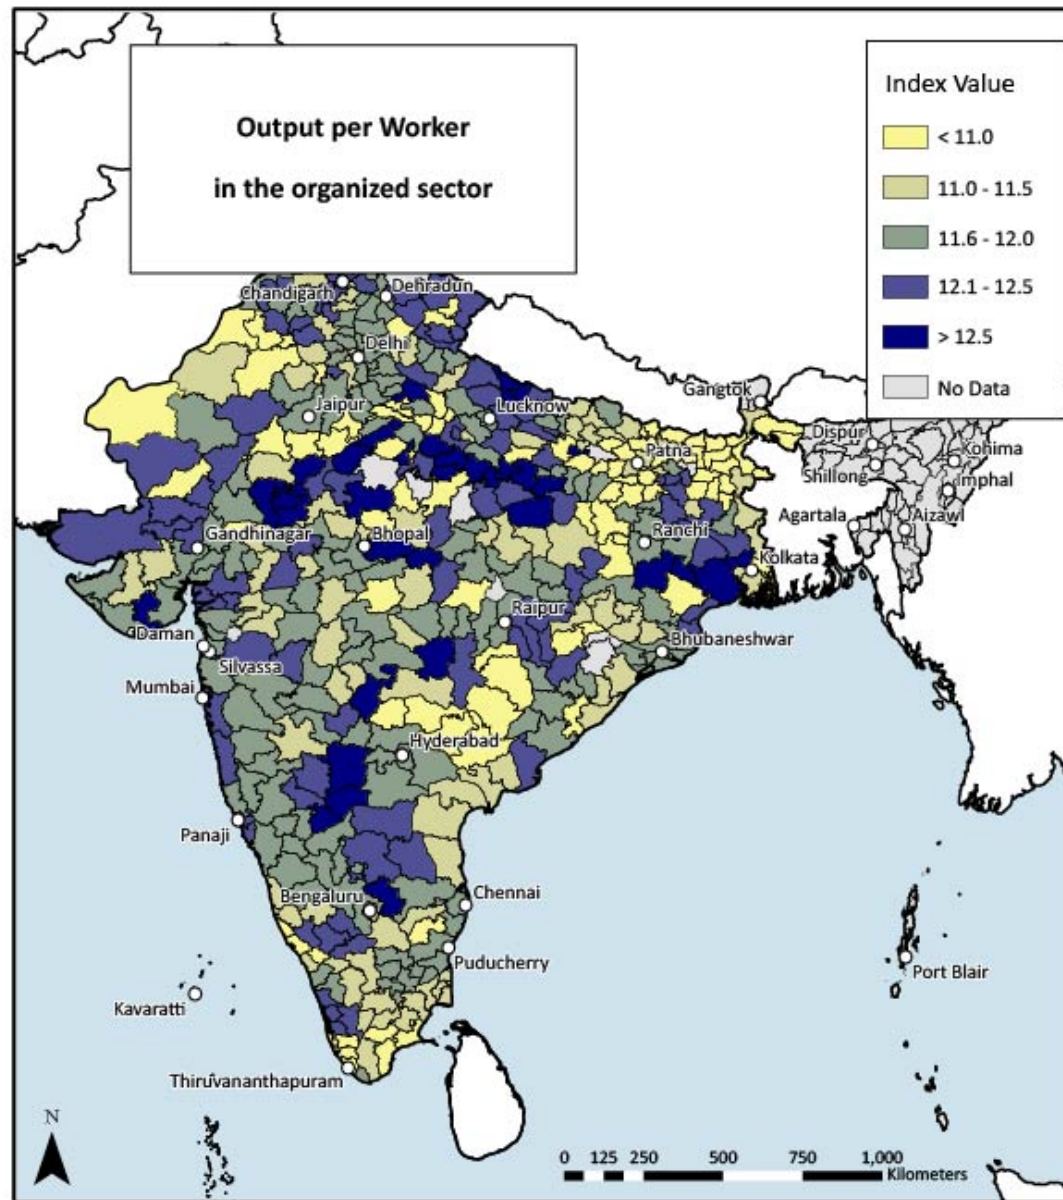 Output per Worker
in the organized sector
Index Value
< 11.0
11.0 - 11.5
11.6 - 12.0
12.1 - 12.5
> 12.5
No Data
Chandigarh
Dehradun
Delhi
Gangtok
Jaipur
Lucknow
Dispur
Kohima
Patna
Shillong
Imphal
Agartala
Aizawl
Gandhinagar
Bhopal
Ranchi
Kolkata
Raipur
Daman
Bhubaneshwar
Silvassa
Mumbai
Hyderabad
Panaji
Bengaluru
Chennai
Puducherry
Port Blair
Kavaratti
Thiruvananthapuram
N
0 125 250 500 750 1,000
Kilometers